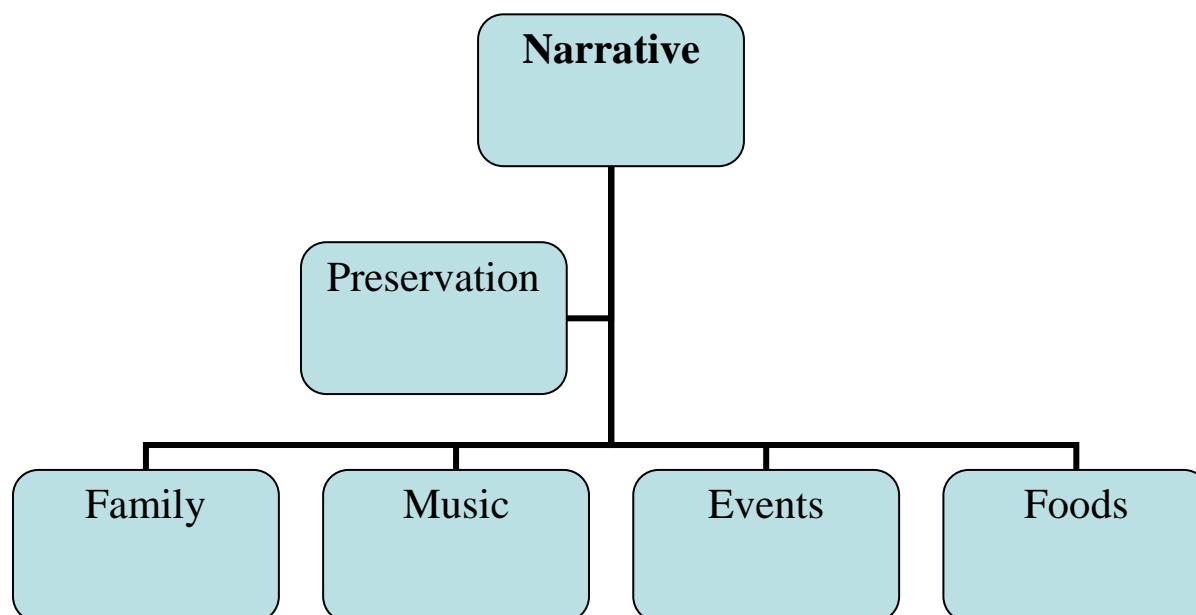 Narrative
Preservation
Family
Music
Events
Foods